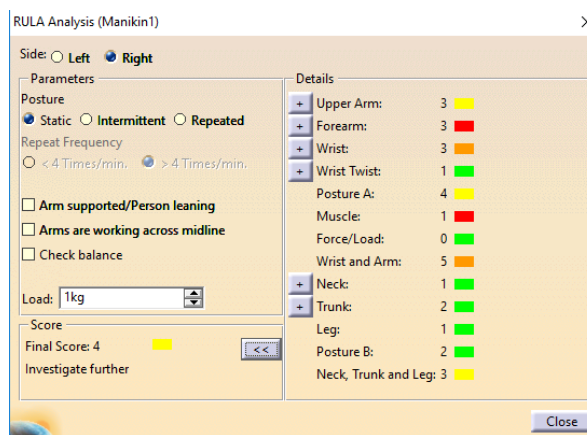 RULA Analysis (Manikin1)
Side: Left Right
Parameters
Posture
Static Intermittent Repeated
Repeat Frequency
< 4 Times/min. > 4 Times/min.
Arm supported/Person leaning
Arms are working across midline
Check balance
Load: 1kg
Score
Final Score: 4
<<
Investigate further
Details
+ Upper Arm: 3
+ Forearm: 3
+ Wrist: 3
+ Wrist Twist: 1
Posture A: 4
Muscle: 1
Force/Load: 0
Wrist and Arm: 5
+ Neck: 1
+ Trunk: 2
Leg: 1
Posture B: 2
Neck, Trunk and Leg: 3
Close